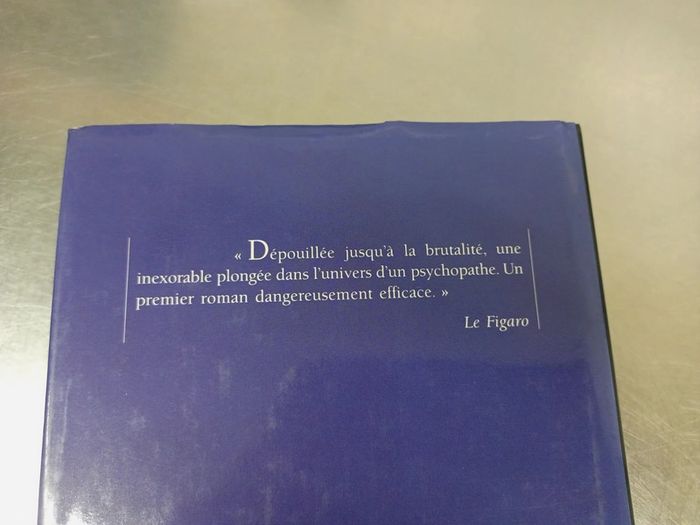 « Dépouillée jusqu'à la brutalité, une
inexorable plongée dans l'univers d'un psychopathe. Un
premier roman dangereusement efficace. »
Le Figaro